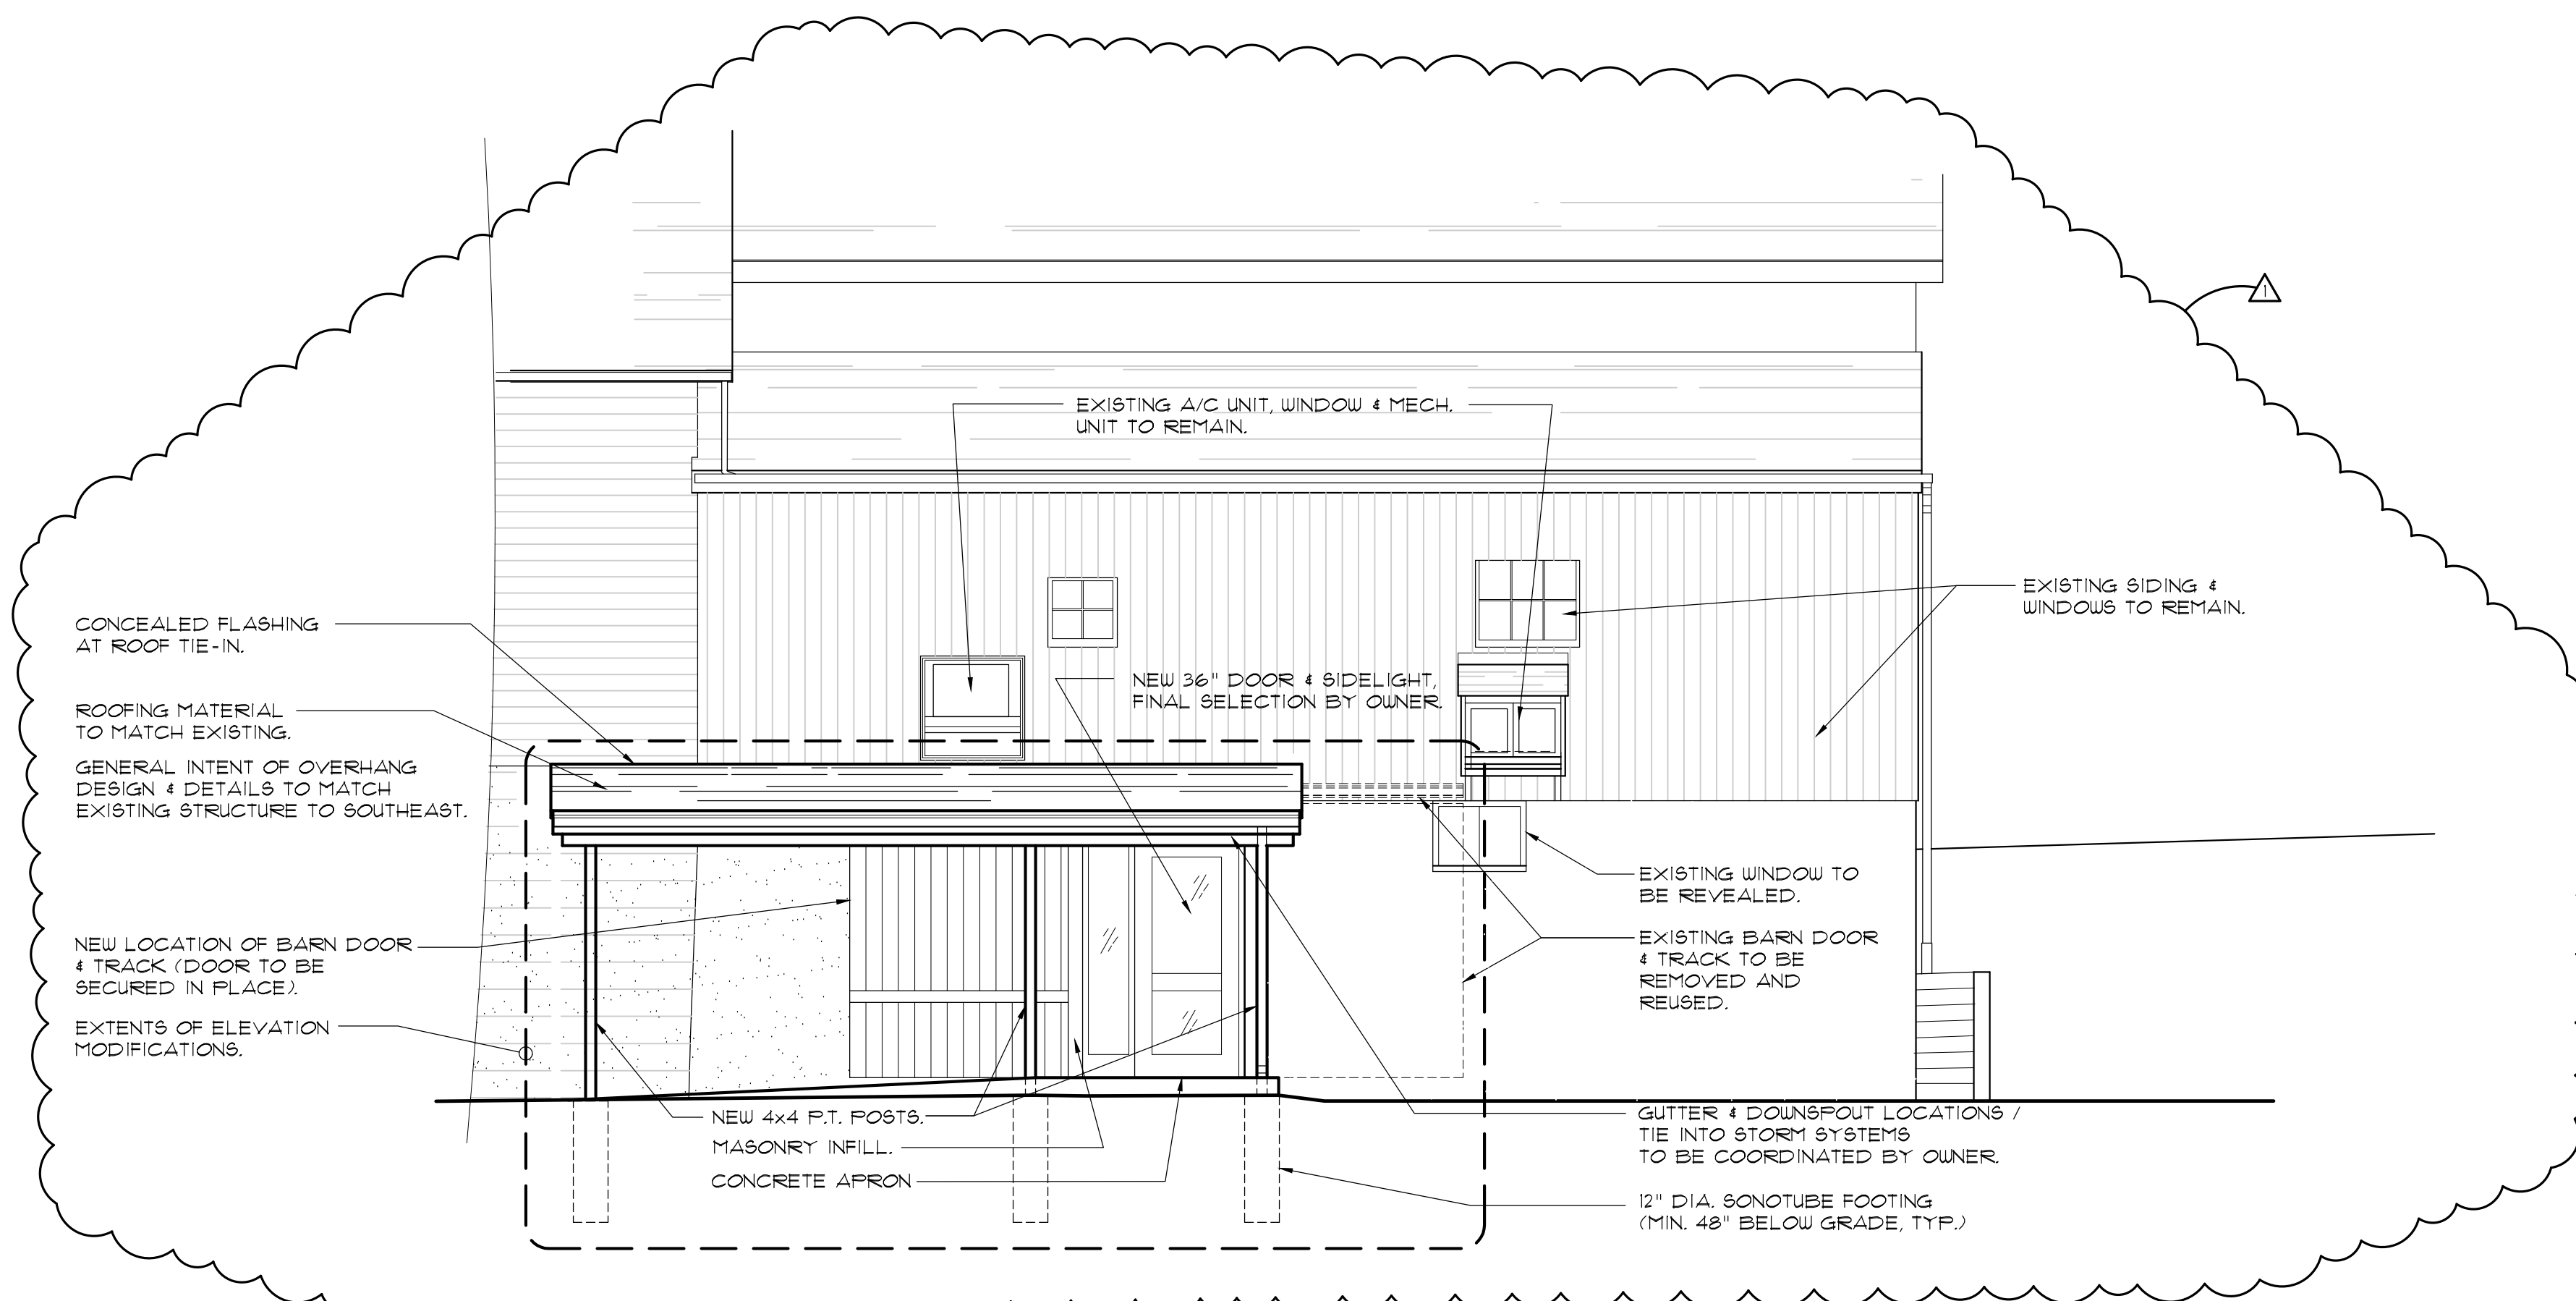 1
EXISTING A/C UNIT, WINDOW & MECH.
UNIT TO REMAIN.
EXISTING SIDING &
WINDOWS TO REMAIN.
CONCEALED FLASHING
AT ROOF TIE-IN.
NEW 36" DOOR & SIDELIGHT,
FINAL SELECTION BY OWNER.
ROOFING MATERIAL
TO MATCH EXISTING.
GENERAL INTENT OF OVERHANG
DESIGN & DETAILS TO MATCH
EXISTING STRUCTURE TO SOUTHEAST.
EXISTING WINDOW TO
BE REVEALED.
NEW LOCATION OF BARN DOOR
& TRACK (DOOR TO BE
SECURED IN PLACE).
EXISTING BARN DOOR
& TRACK TO BE
REMOVED AND
REUSED.
EXTENTS OF ELEVATION
MODIFICATIONS.
NEW 4x4 P.T. POSTS.
MASONRY INFILL.
CONCRETE APRON
GUTTER & DOWNSPOUT LOCATIONS /
TIE INTO STORM SYSTEMS
TO BE COORDINATED BY OWNER.
12" DIA. SONOTUBE FOOTING
(MIN. 48" BELOW GRADE, TYP.)